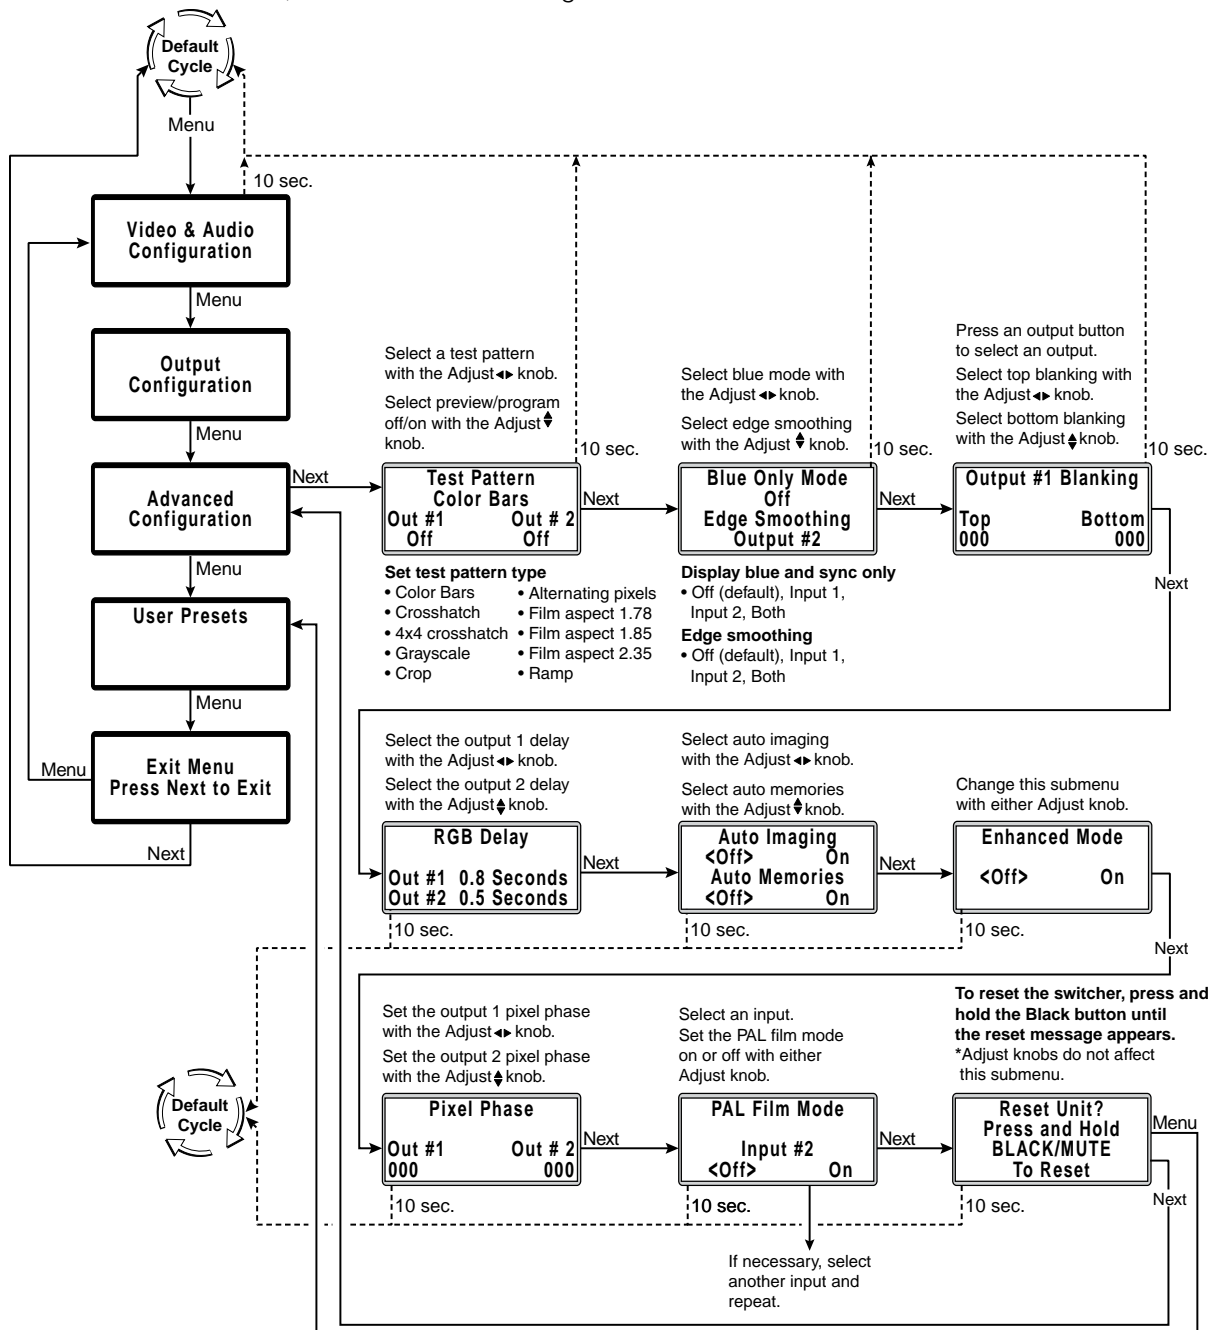 Default
Cycle
Menu
10 sec.
Video & Audio
Configuration
Menu
Output
Configuration
Menu
Advanced
Configuration
Next
Menu
User Presets
Menu
Exit Menu
Press Next to Exit
Menu
Next
Select a test pattern
with the Adjust knob.
Select preview/program
off/on with the Adjust
knob.
10 sec.
Test Pattern
Color Bars
Out #1 Out # 2
Off Off
Next
Set test pattern type
• Color Bars
• Crosshatch
• 4x4 crosshatch
• Grayscale
• Crop
• Alternating pixels
• Film aspect 1.78
• Film aspect 1.85
• Film aspect 2.35
• Ramp
Select blue mode with
the Adjust knob.
Select edge smoothing
with the Adjust knob.
10 sec.
Blue Only Mode
Off
Edge Smoothing
Output #2
Next
Display blue and sync only
• Off (default), Input 1,
Input 2, Both
Edge smoothing
• Off (default), Input 1,
Input 2, Both
Press an output button
to select an output.
Select top blanking with
the Adjust knob.
Select bottom blanking
with the Adjust knob.
10 sec.
Output #1 Blanking
Top Bottom
000 000
Next
Select the output 1 delay
with the Adjust knob.
Select the output 2 delay
with the Adjust knob.
RGB Delay
Out #1 0.8 Seconds
Out #2 0.5 Seconds
Next
10 sec.
Select auto imaging
with the Adjust knob.
Select auto memories
with the Adjust knob.
Auto Imaging
<Off> On
Auto Memories
<Off> On
Next
10 sec.
Change this submenu
with either Adjust knob.
Enhanced Mode
<Off> On
10 sec.
Next
Default
Cycle
Set the output 1 pixel phase
with the Adjust knob.
Set the output 2 pixel phase
with the Adjust knob.
Pixel Phase
Out #1 Out # 2
000 000
Next
10 sec.
Select an input.
Set the PAL film mode
on or off with either
Adjust knob.
PAL Film Mode
Input #2
<Off> On
Next
10 sec.
If necessary, select
another input and
repeat.
To reset the switcher, press and
hold the Black button until
the reset message appears.
*Adjust knobs do not affect
this submenu.
Reset Unit?
Press and Hold
BLACK/MUTE
To Reset
Menu
Next
10 sec.